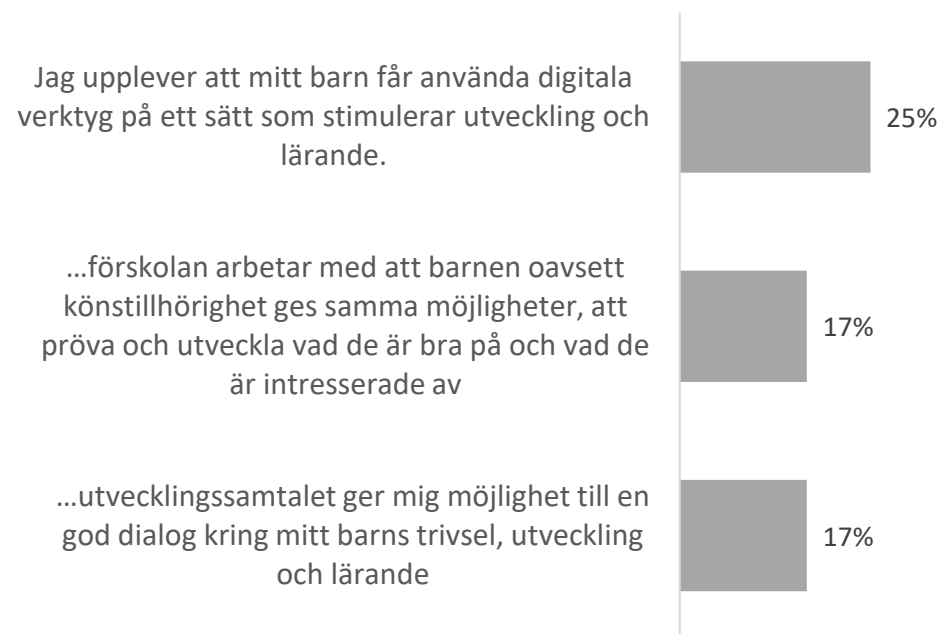 Jag upplever att mitt barn får använda digitala
verktyg på ett sätt som stimulerar utveckling och
lärande.
25%
...förskolan arbetar med att barnen oavsett
könstillhörighet ges samma möjligheter, att
pröva och utveckla vad de är bra på och vad de
är intresserade av
17%
...utvecklingssamtalet ger mig möjlighet till en
god dialog kring mitt barns trivsel, utveckling
och lärande
17%